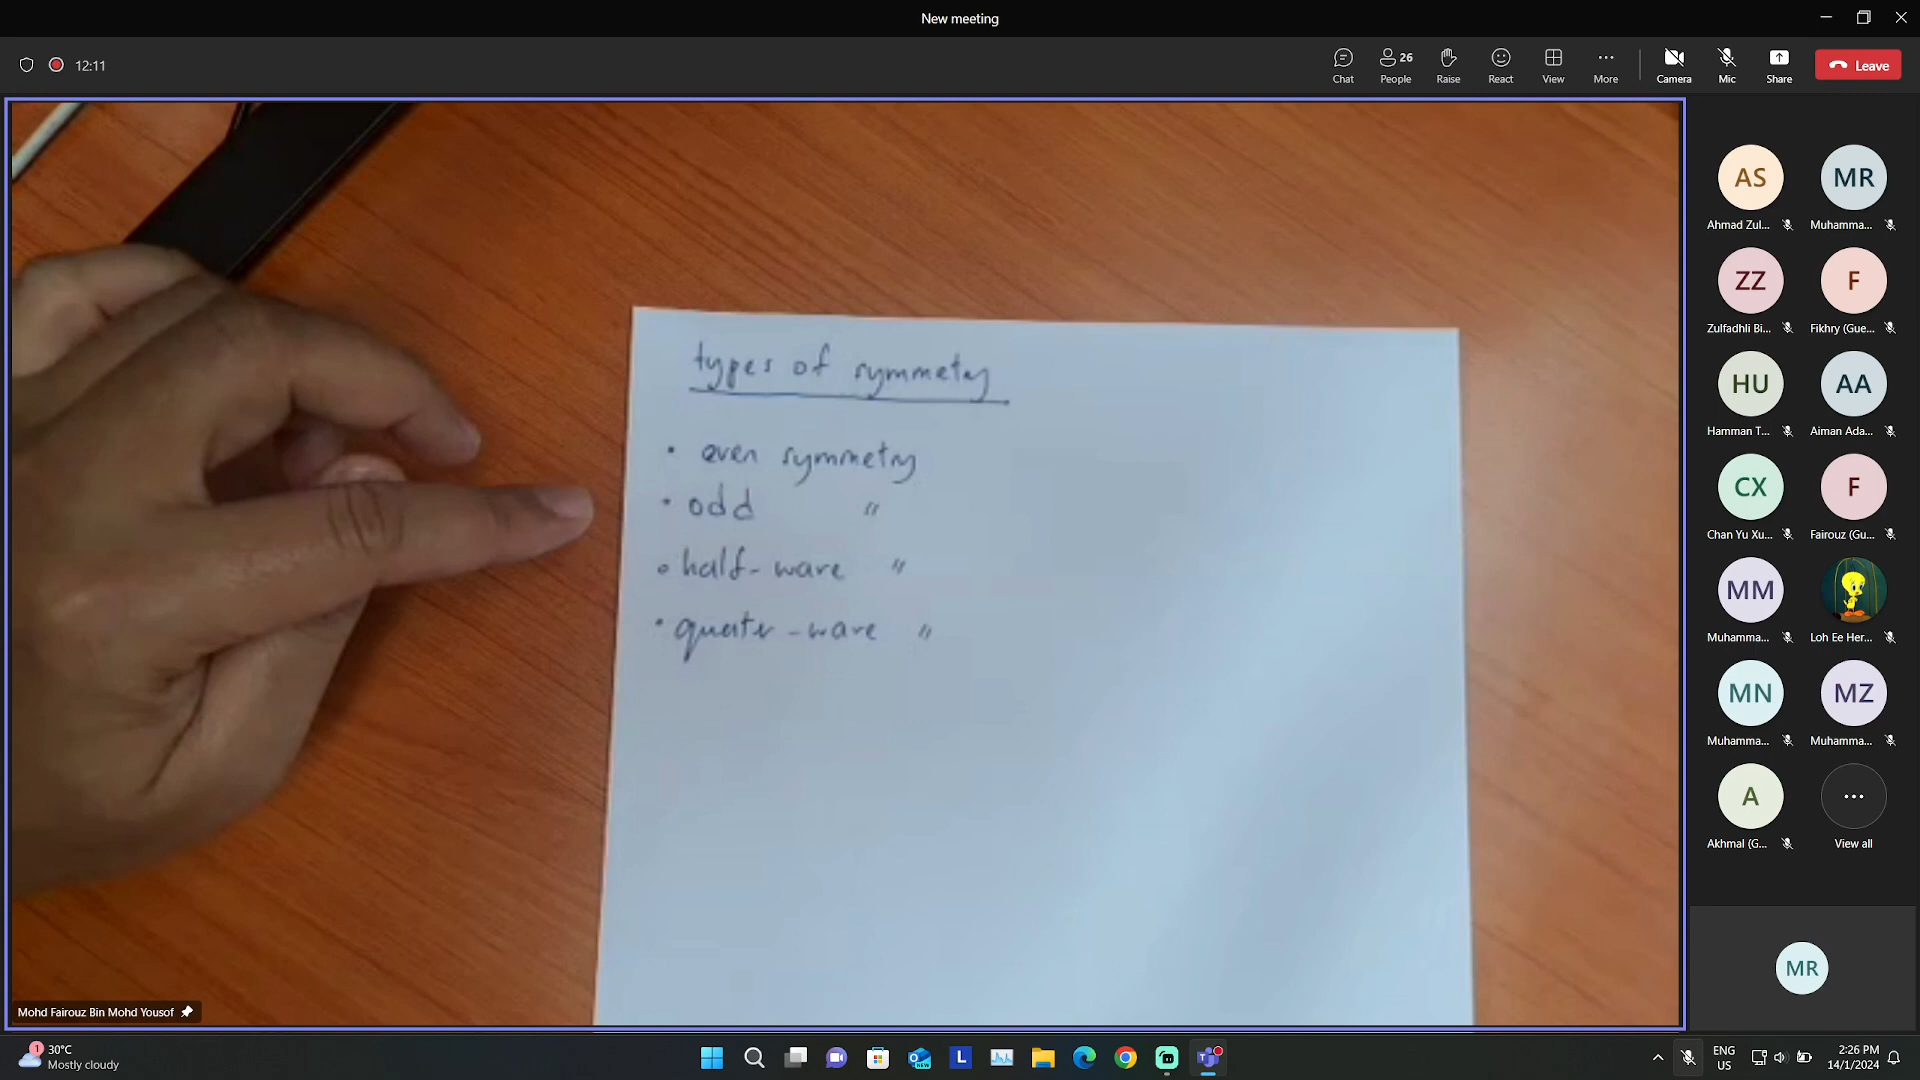 New meeting
12:11
Chat
26
People
Raise
React
View
More
Camera
Mic
Share
Leave
types of symmetry
• even symmetry
• odd "
• half-wave "
• quarter-wave "
Mohd Fairouz Bin Mohd Yousof
AS
MR
Ahmad Zul...
Muhamma...
ZZ
F
Zulfadhli Bi...
Fikhry (Gue...
HU
AA
Hamman T...
Aiman Ada...
CX
F
Chan Yu Xu...
Fairouz (Gu...
MM
Muhamma...
Loh Ee Her...
MN
MZ
Muhamma...
Muhamma...
A
...
Akhmal (G...
View all
MR
1
30°C
Mostly cloudy
NEW
L
ENG
US
2:26 PM
14/1/2024